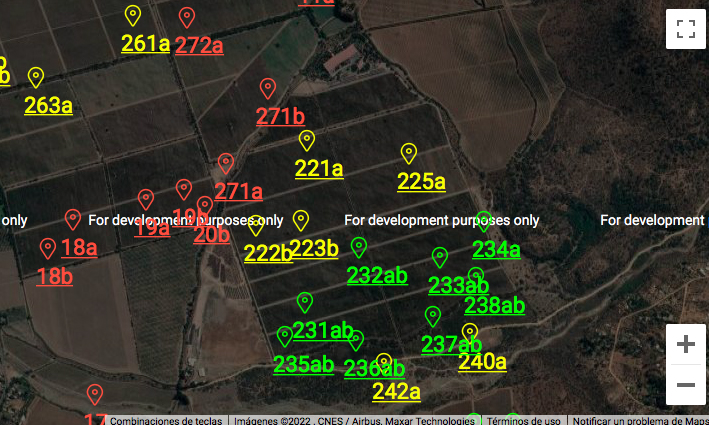 261a
272a
263a
271b
221a
225a
271a
only
For development purposes only
For development purposes only
For development
19a
19b
20b
18a
18b
222b
223b
234a
232ab
233ab
238ab
231ab
237ab
235ab
236ab
240a
242a
17
Combinaciones de teclas
Imágenes ©2022 , CNES / Airbus, Maxar Technologies
Términos de uso
Notificar un problema de Maps